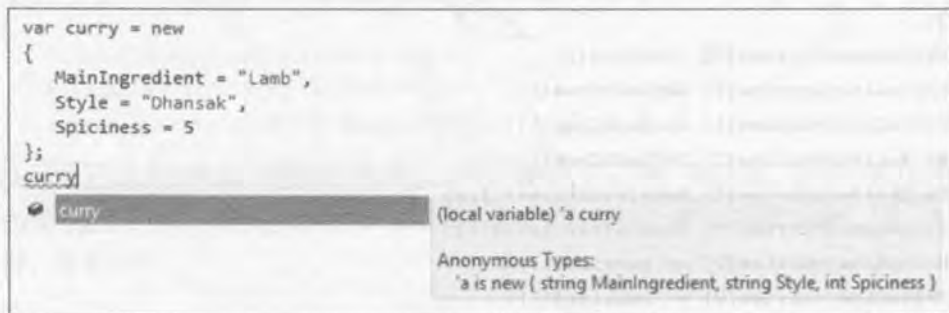 var curry = new
{
MainIngredient = "Lamb",
Style = "Dhansak",
Spiciness = 5
};
curry
curry
(local variable) 'a curry
Anonymous Types:
'a is new { string MainIngredient, string Style, int Spiciness }